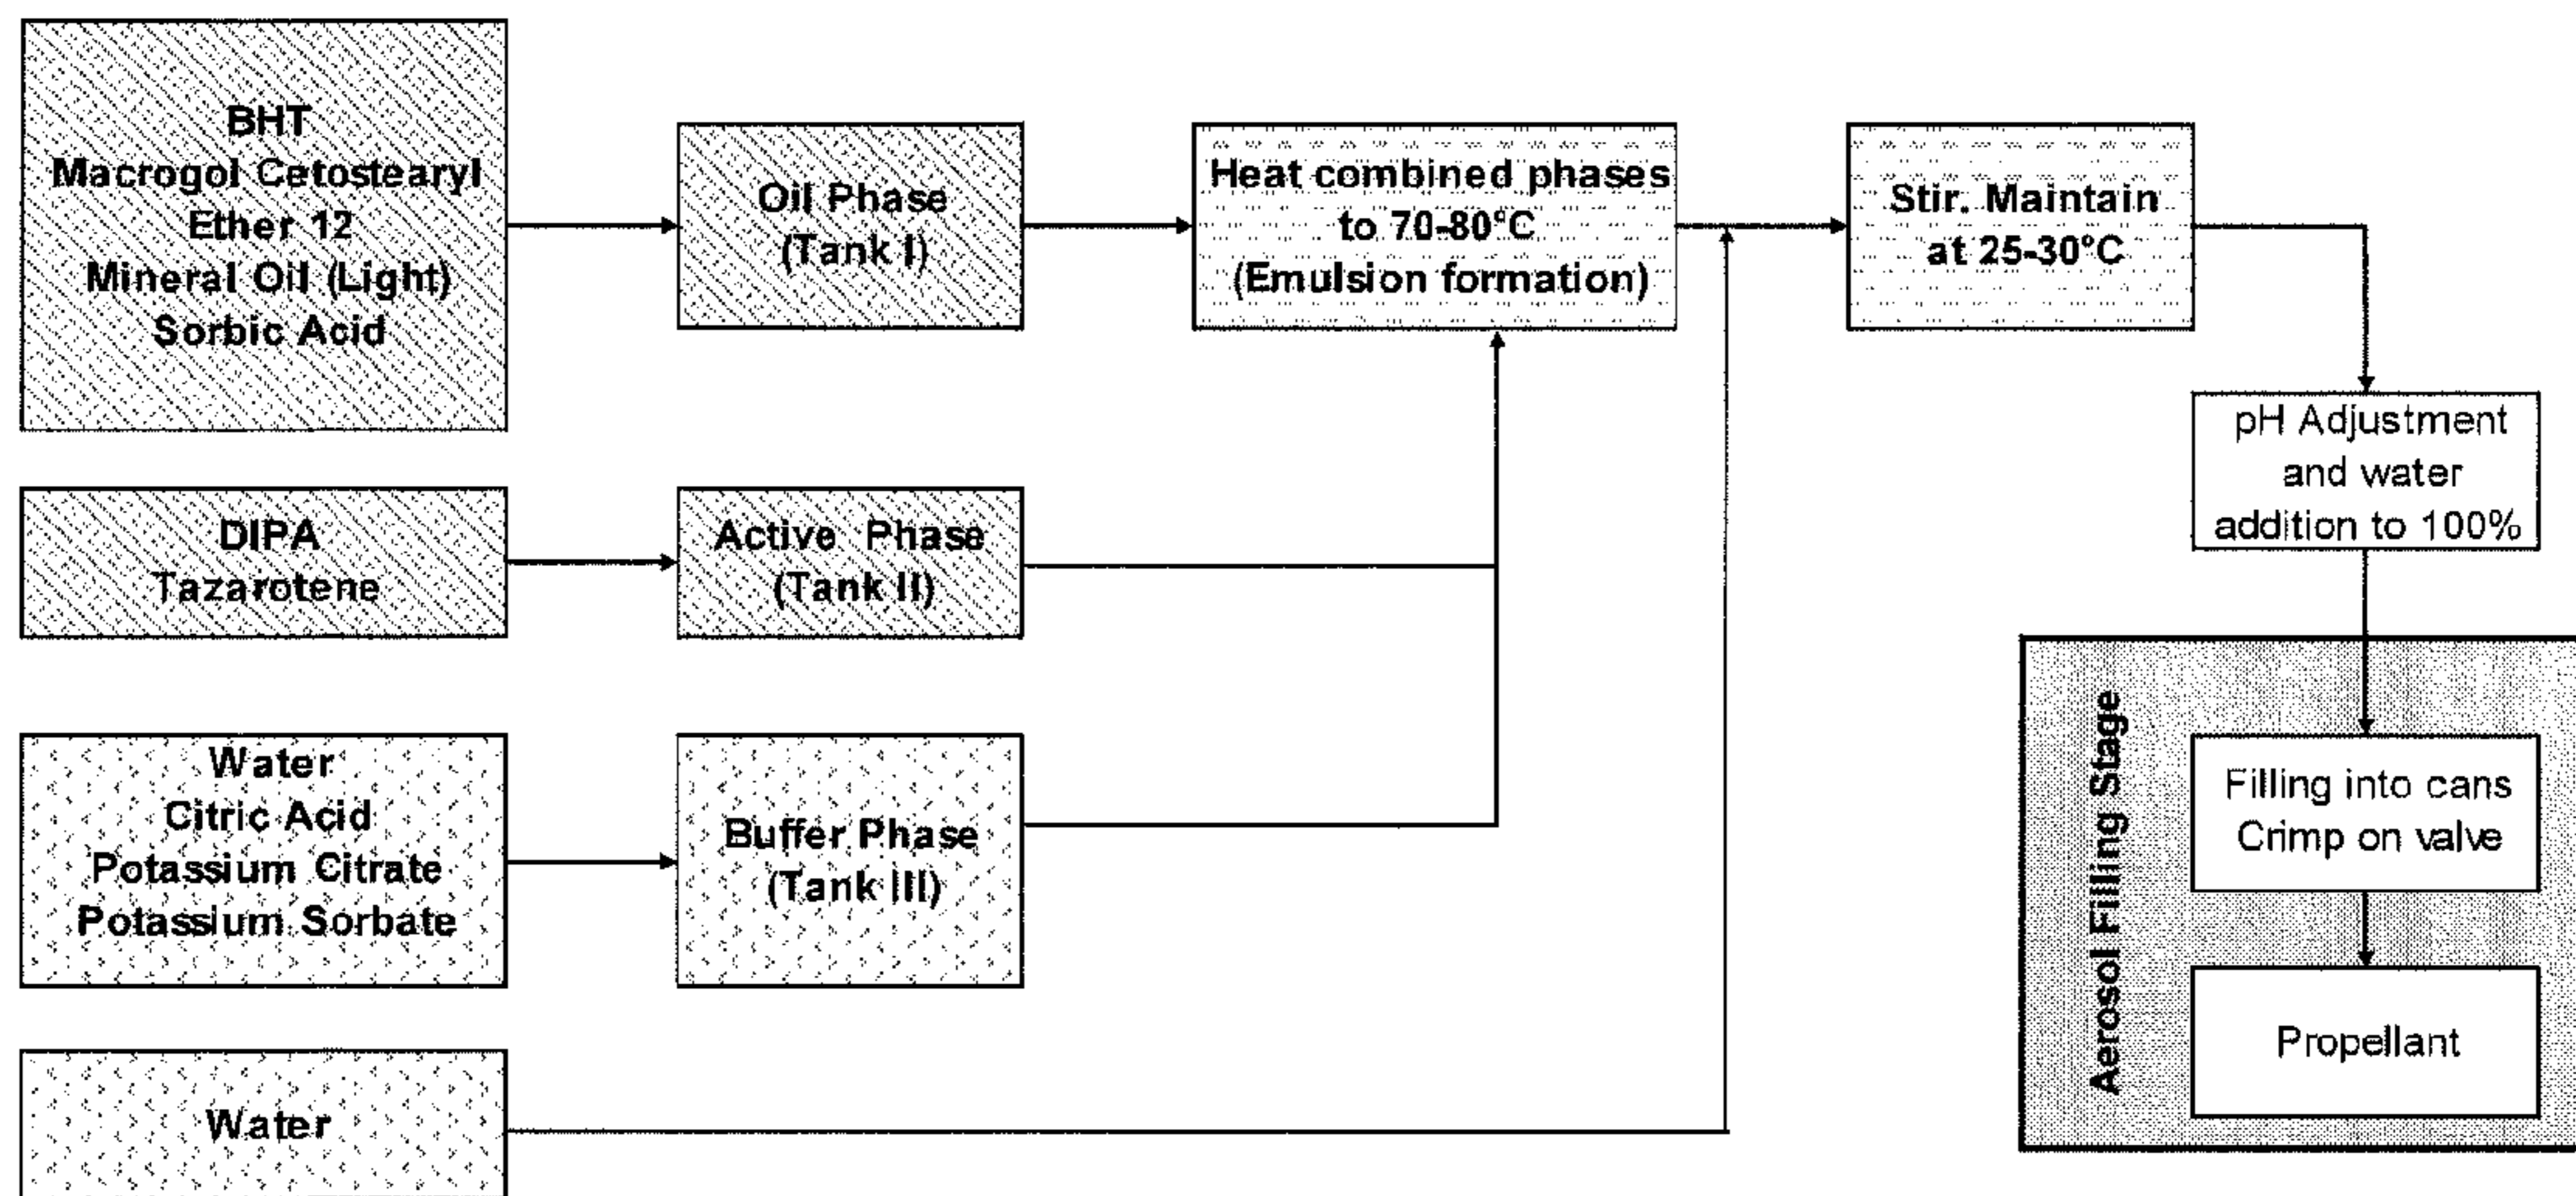 BHT
Macrogol Cetostearyl
Ether 12
Mineral Oil (Light)
Sorbic Acid
Oil Phase
(Tank I)
Heat combined phases
to 70-80°C
(Emulsion formation)
Stir. Maintain
at 25-30°C
pH Adjustment
and water
addition to 100%
DIPA
Tazarotene
Active Phase
(Tank II)
Water
Citric Acid
Potassium Citrate
Potassium Sorbate
Buffer Phase
(Tank III)
Water
Aerosol Filling Stage
Filling into cans
Crimp on valve
Propellant